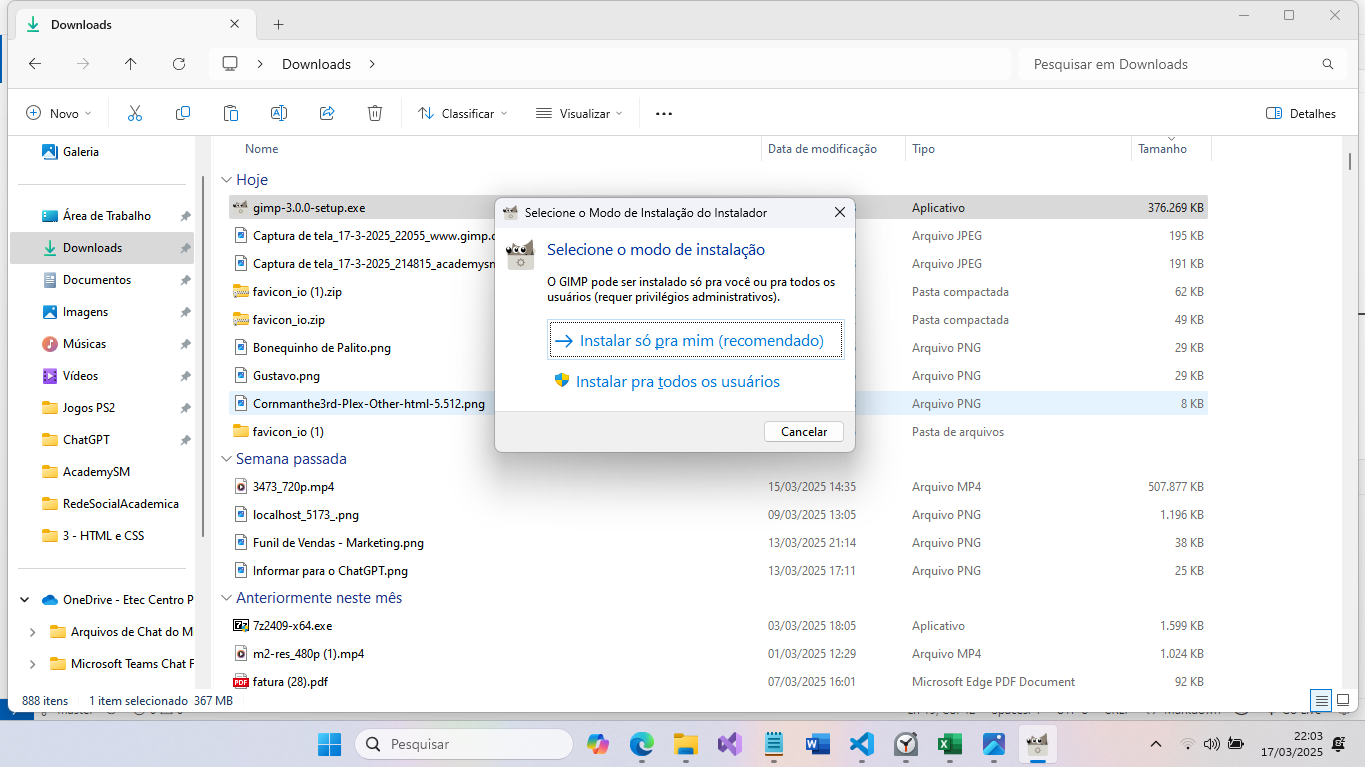 Downloads
Downloads
Pesquisar em Downloads
Novo
Classificar
Visualizar
Detalhes
Galeria
Área de Trabalho
Downloads
Documentos
Imagens
Músicas
Vídeos
Jogos PS2
ChatGPT
AcademySM
RedeSocialAcademica
3 - HTML e CSS
OneDrive - Etec Centro P
Arquivos de Chat do M
Microsoft Teams Chat F
Nome Data de modificação Tipo Tamanho
Hoje
gimp-3.0.0-setup.exe Aplicativo 376.269 KB
Captura de tela_17-3-2025_22055_www.gimp.o Arquivo JPEG 195 KB
Captura de tela_17-3-2025_214815_academysn Arquivo JPEG 191 KB
favicon_io (1).zip Pasta compactada 62 KB
favicon_io.zip Pasta compactada 49 KB
Bonequinho de Palito.png Arquivo PNG 29 KB
Gustavo.png Arquivo PNG 29 KB
Cornmanthe3rd-Plex-Other-html-5.512.png Arquivo PNG 8 KB
favicon_io (1) Pasta de arquivos
Semana passada
3473_720p.mp4 15/03/2025 14:35 Arquivo MP4 507.877 KB
localhost_5173_.png 09/03/2025 13:05 Arquivo PNG 1.196 KB
Funil de Vendas - Marketing.png 13/03/2025 21:14 Arquivo PNG 38 KB
Informar para o ChatGPT.png 13/03/2025 17:11 Arquivo PNG 25 KB
Anteriormente neste mês
7z2409-x64.exe 03/03/2025 18:05 Aplicativo 1.599 KB
m2-res_480p (1).mp4 01/03/2025 12:29 Arquivo MP4 1.024 KB
fatura (28).pdf 07/03/2025 16:01 Microsoft Edge PDF Document 92 KB
Selecione o Modo de Instalação do Instalador
Selecione o modo de instalação
O GIMP pode ser instalado só pra você ou pra todos os
usuários (requer privilégios administrativos).
Instalar só pra mim (recomendado)
Instalar pra todos os usuários
Cancelar
888 itens 1 item selecionado 367 MB
Pesquisar
22:03
17/03/2025